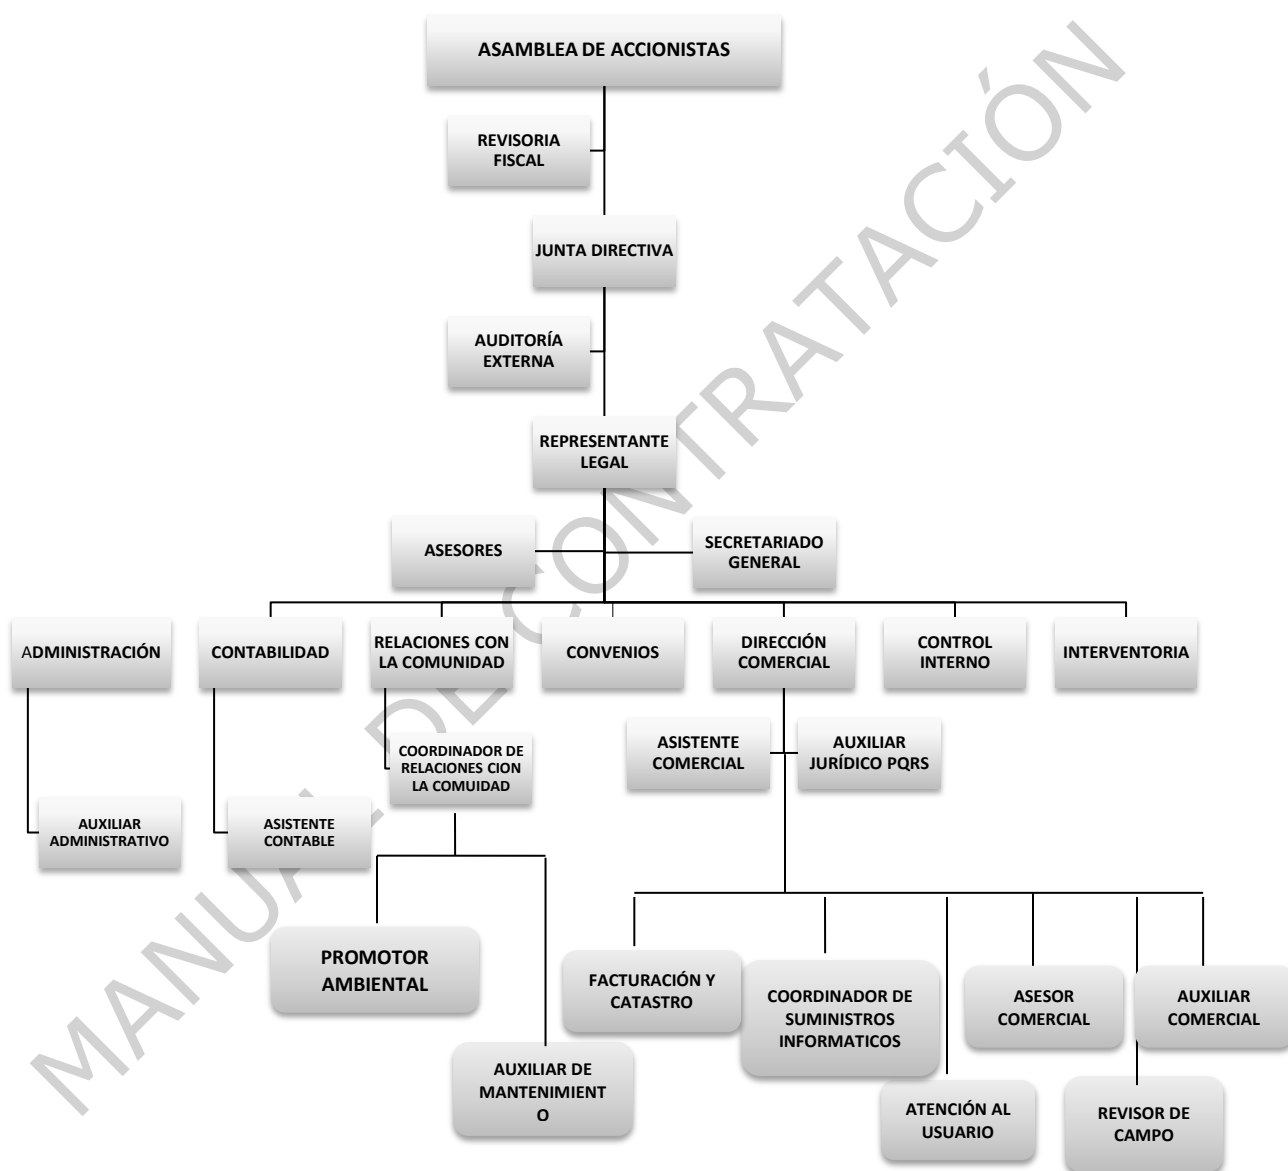 ASAMBLEA DE ACCIONISTAS
REVISORIA
FISCAL
JUNTA DIRECTIVA
AUDITORÍA
EXTERNA
REPRESENTANTE
LEGAL
ASESORES
SECRETARIADO
GENERAL
ADMINISTRACIÓN
CONTABILIDAD
RELACIONES CON
LA COMUNIDAD
CONVENIOS
DIRECCIÓN
COMERCIAL
CONTROL
INTERNO
INTERVENTORIA
COORDINADOR DE
RELACIONES CION
LA COMUIDAD
ASISTENTE
COMERCIAL
AUXILIAR
JURÍDICO PQRS
AUXILIAR
ADMINISTRATIVO
ASISTENTE
CONTABLE
PROMOTOR
AMBIENTAL
FACTURACIÓN Y
CATASTRO
COORDINADOR DE
SUMINISTROS
INFORMATICOS
ASESOR
COMERCIAL
AUXILIAR
COMERCIAL
AUXILIAR DE
MANTENIMIENT
O
ATENCIÓN AL
USUARIO
REVISOR DE
CAMPO
MANUAL DE CONTRATACIÓN